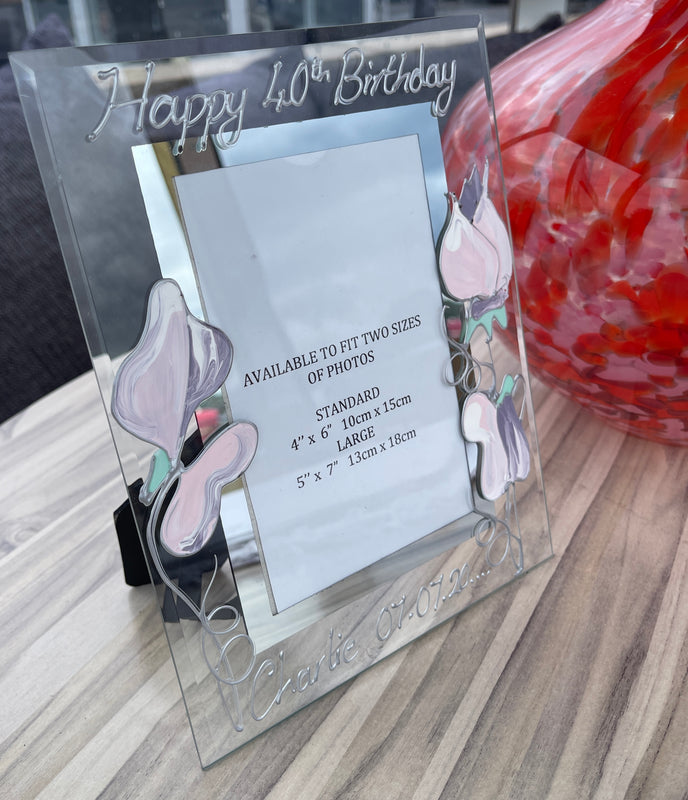 Happy 40th Birthday
AVAILABLE TO FIT TWO SIZES
OF PHOTOS
STANDARD
4’’ x 6” 10cm x 15cm
LARGE
5’’ x 7” 13cm x 18cm
Charlie 07.07.20....